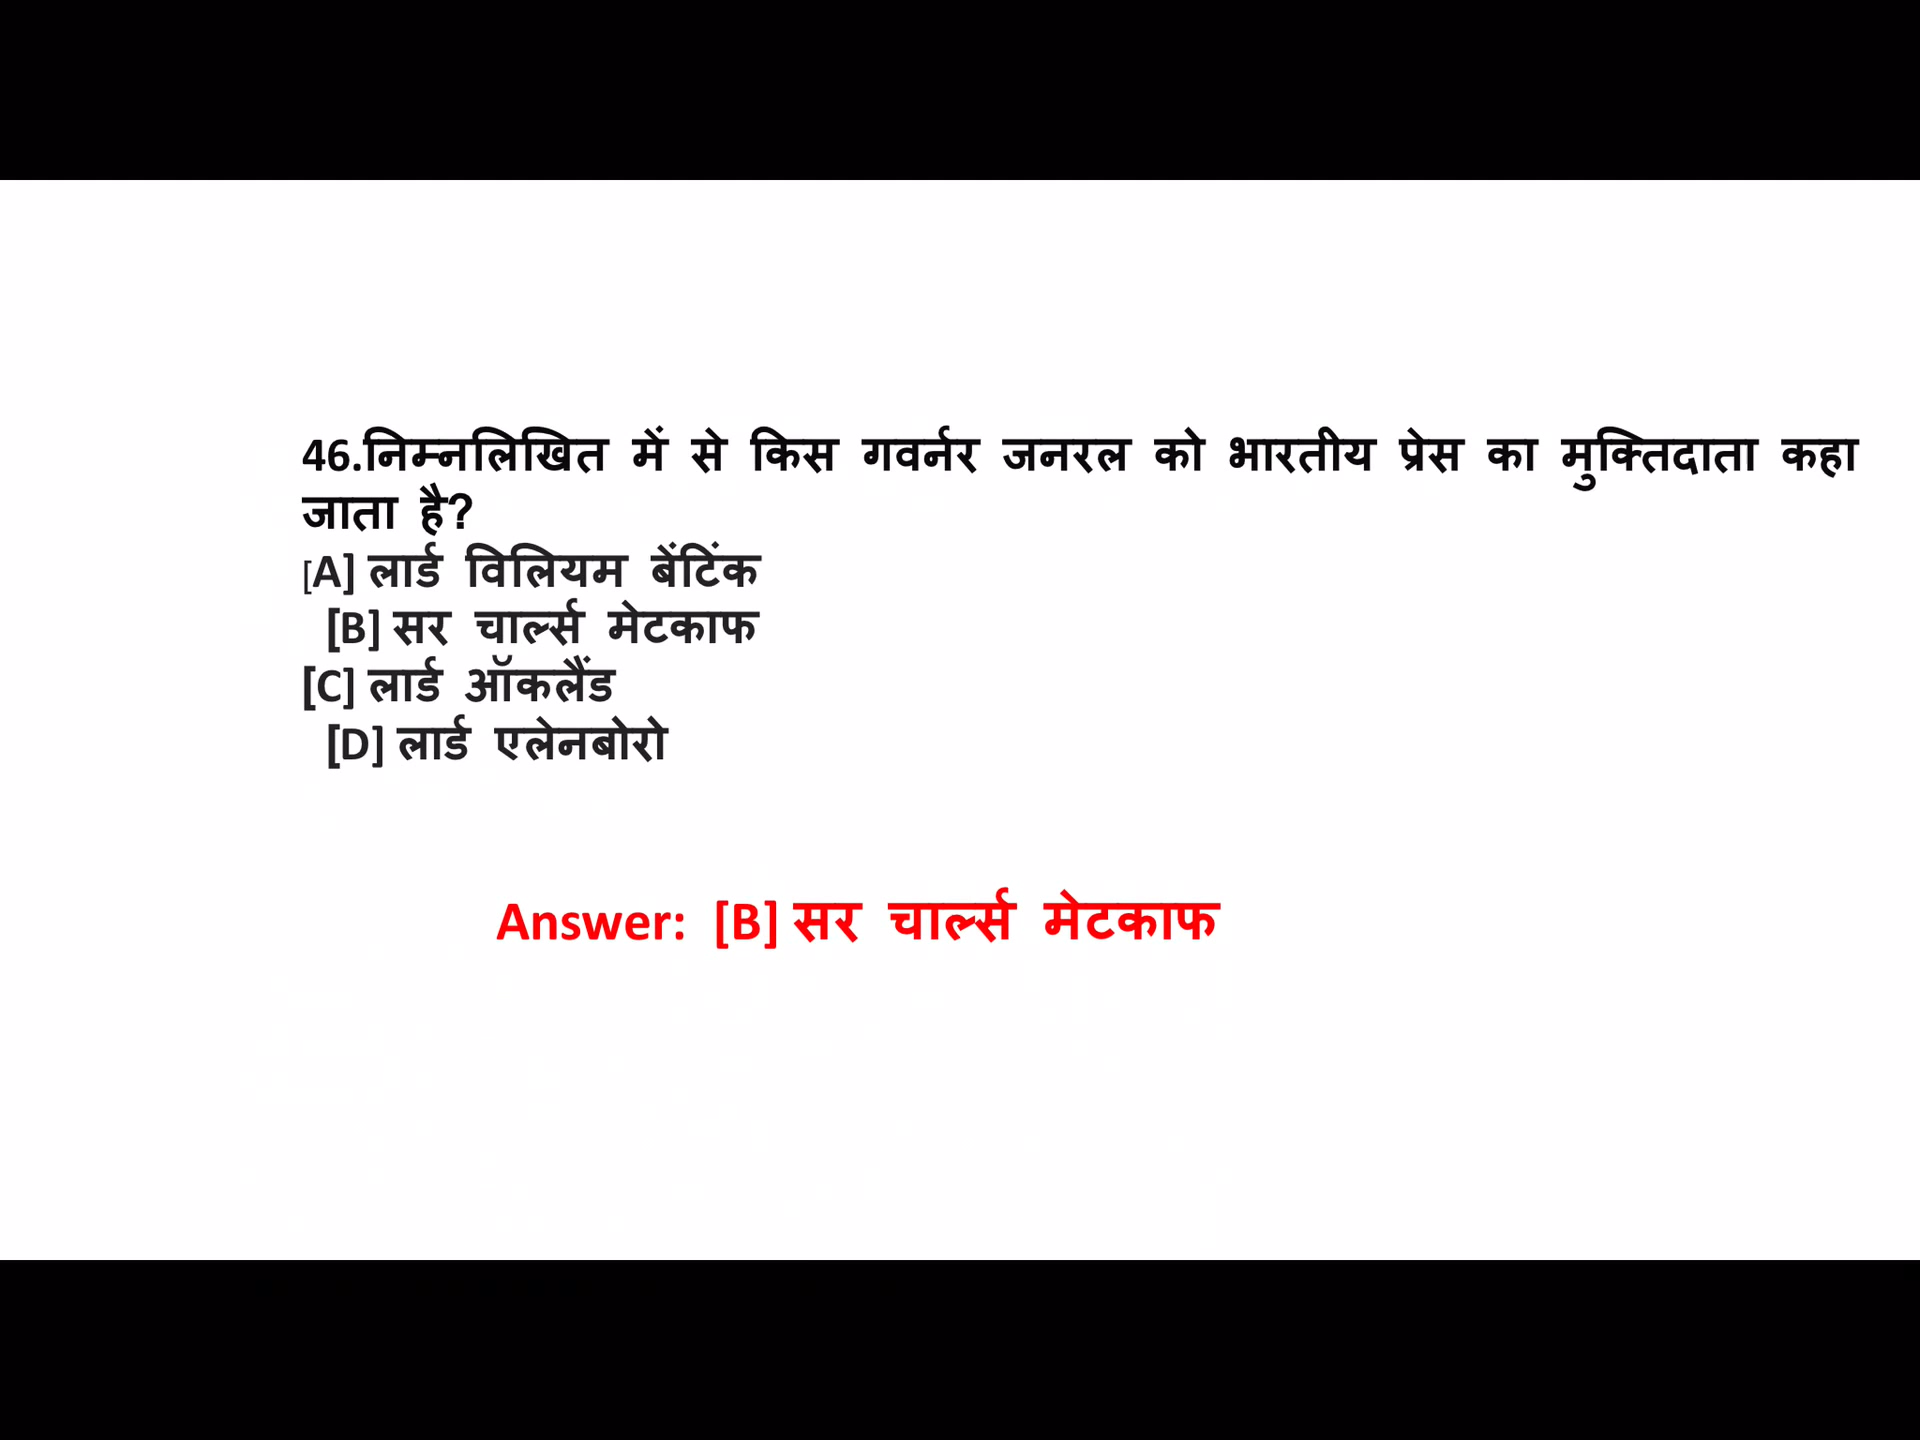 46.निम्नलिखित में से किस गवर्नर जनरल को भारतीय प्रेस का मुक्तिदाता कहा
जाता है?
[A] लार्ड विलियम बेंटिंक
[B] सर चार्ल्स मेटकाफ
[C] लार्ड ऑकलैंड
[D] लार्ड एलेनबोरो
Answer: [B] सर चार्ल्स मेटकाफ